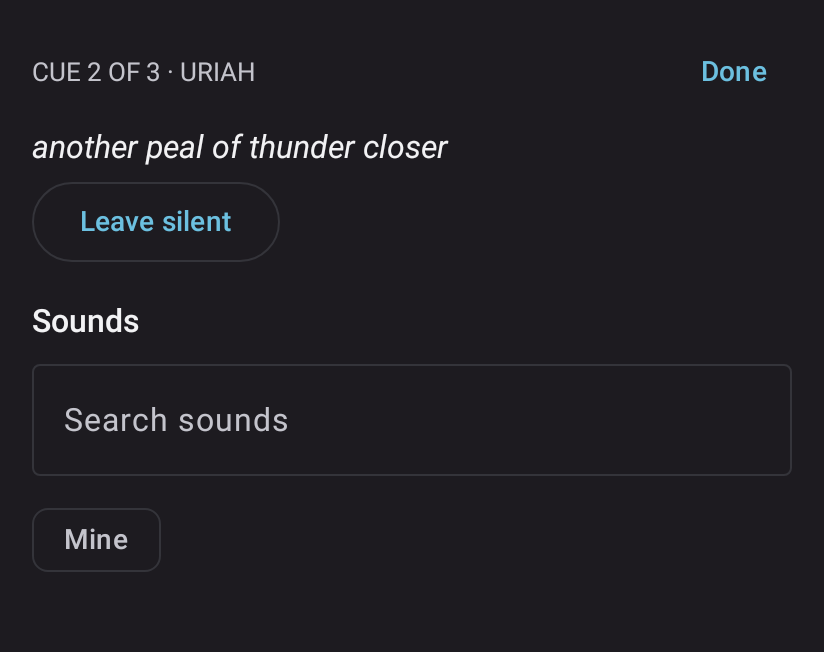 CUE 2 OF 3 · URIAH
Done
another peal of thunder closer
Leave silent
Sounds
Search sounds
Mine